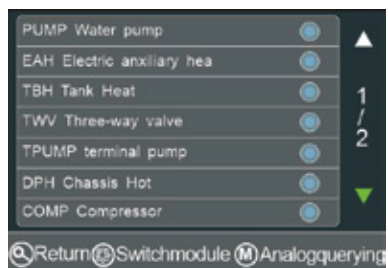 PUMP Water pump
EAH Electric anxiliary hea
TBH Tank Heat
TWV Three-way valve
TPUMP terminal pump
DPH Chassis Hot
COMP Compressor
1/2
Return Switchmodule M Analogquerying